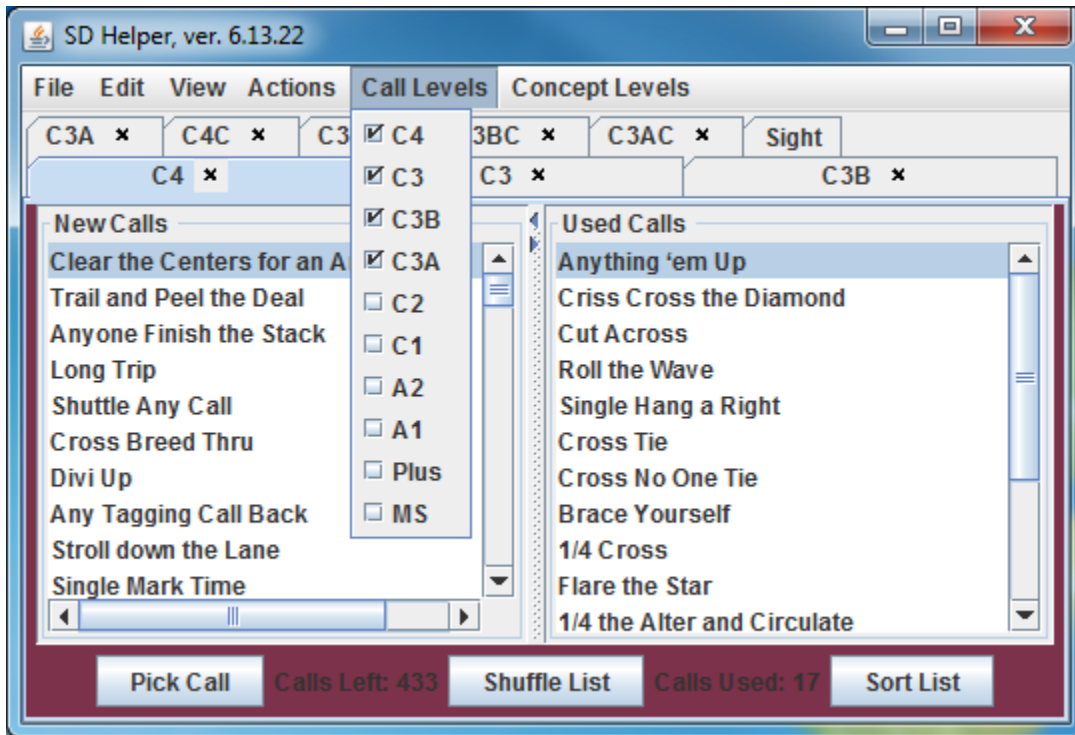 SD Helper, ver. 6.13.22
File Edit View Actions Call Levels Concept Levels
C3A C4C C3 3BC C3AC Sight
C4 C3 C3B
C4
C3
C3B
C3A
C2
C1
A2
A1
Plus
MS
New Calls
Clear the Centers for an A
Trail and Peel the Deal
Anyone Finish the Stack
Long Trip
Shuttle Any Call
Cross Breed Thru
Divi Up
Any Tagging Call Back
Stroll down the Lane
Single Mark Time
Used Calls
Anything ‘em Up
Criss Cross the Diamond
Cut Across
Roll the Wave
Single Hang a Right
Cross Tie
Cross No One Tie
Brace Yourself
1/4 Cross
Flare the Star
1/4 the Alter and Circulate
Pick Call Calls Left: 433 Shuffle List Calls Used: 17 Sort List